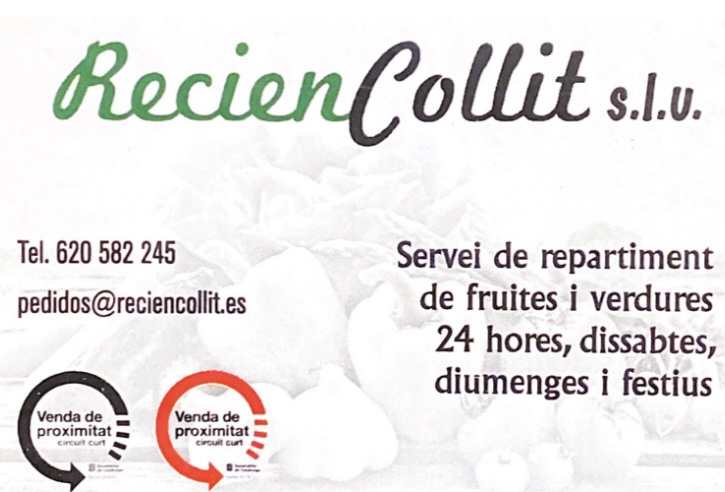 RecienCollit s.l.u.
Tel. 620 582 245
pedidos@reciencollit.es
Servei de repartiment
de fruites i verdures
24 hores, dissabtes,
diumenges i festius
Venda de
proximitat
circuit curt
Venda de
proximitat
circuit curt